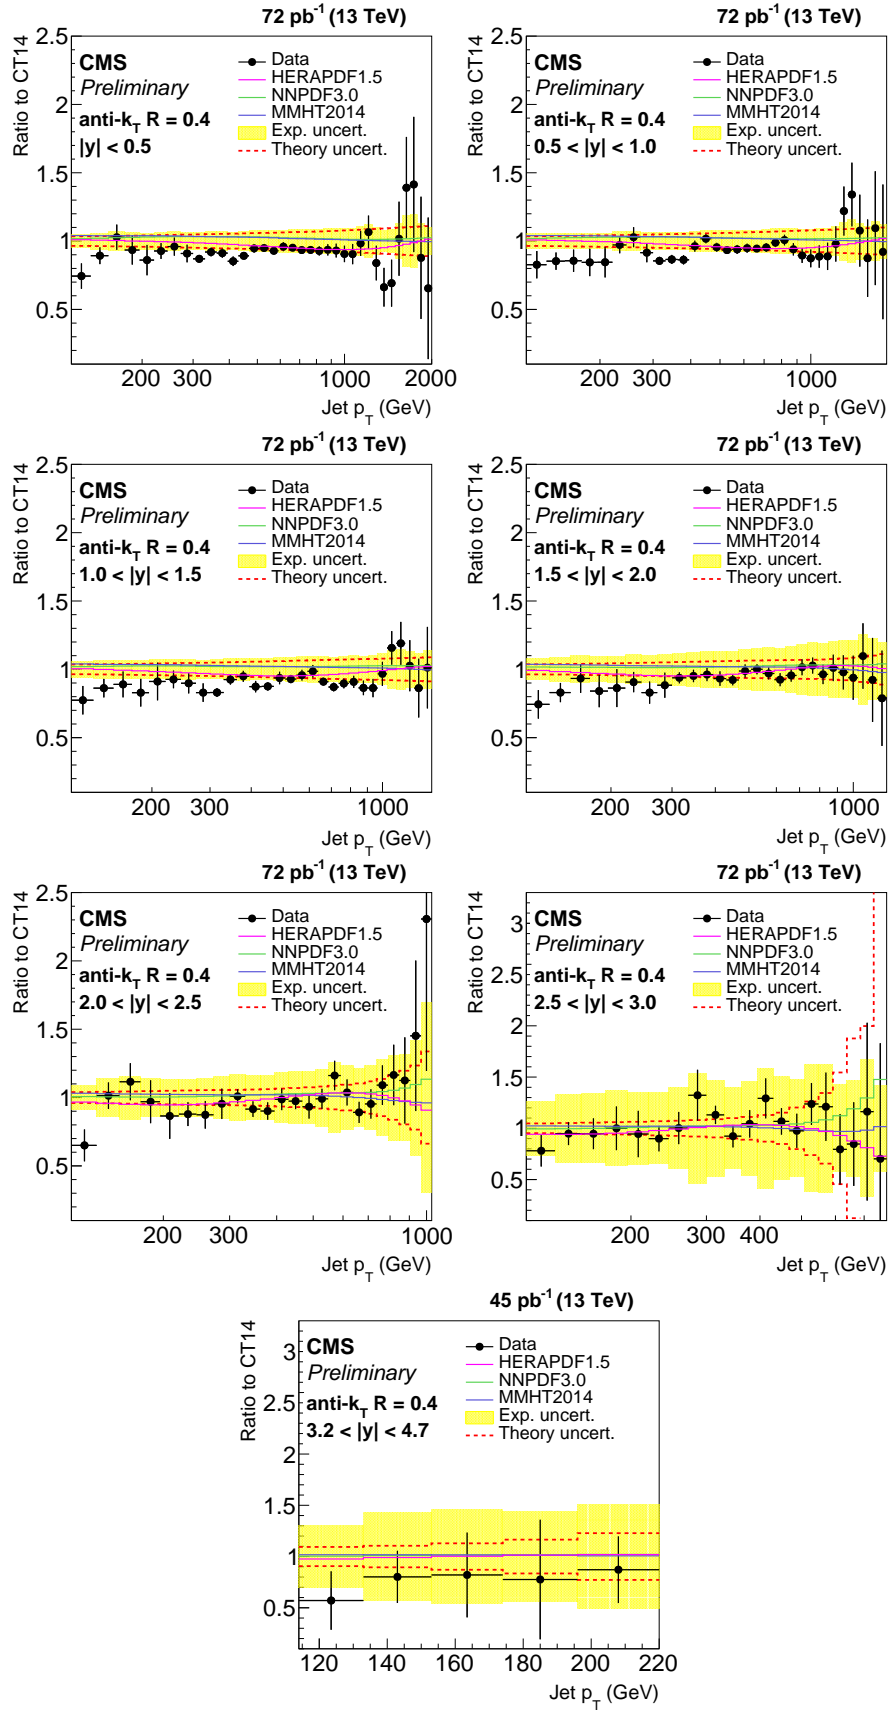 72 pb-1 (13 TeV)
Ratio to CT14
2.5
2
1.5
1
0.5
CMS
Preliminary
anti-kT R = 0.4
|y| < 0.5
Data
HERAPDF1.5
NNPDF3.0
MMHT2014
Exp. uncert.
Theory uncert.
200 300 1000 2000
Jet pT (GeV)
72 pb-1 (13 TeV)
Ratio to CT14
2.5
2
1.5
1
0.5
CMS
Preliminary
anti-kT R = 0.4
0.5 < |y| < 1.0
Data
HERAPDF1.5
NNPDF3.0
MMHT2014
Exp. uncert.
Theory uncert.
200 300 1000
Jet pT (GeV)
72 pb-1 (13 TeV)
Ratio to CT14
2.5
2
1.5
1
0.5
CMS
Preliminary
anti-kT R = 0.4
1.0 < |y| < 1.5
Data
HERAPDF1.5
NNPDF3.0
MMHT2014
Exp. uncert.
Theory uncert.
200 300 1000
Jet pT (GeV)
72 pb-1 (13 TeV)
Ratio to CT14
2.5
2
1.5
1
0.5
CMS
Preliminary
anti-kT R = 0.4
1.5 < |y| < 2.0
Data
HERAPDF1.5
NNPDF3.0
MMHT2014
Exp. uncert.
Theory uncert.
200 300 1000
Jet pT (GeV)
72 pb-1 (13 TeV)
Ratio to CT14
2.5
2
1.5
1
0.5
CMS
Preliminary
anti-kT R = 0.4
2.0 < |y| < 2.5
Data
HERAPDF1.5
NNPDF3.0
MMHT2014
Exp. uncert.
Theory uncert.
200 300 1000
Jet pT (GeV)
72 pb-1 (13 TeV)
Ratio to CT14
3
2.5
2
1.5
1
0.5
CMS
Preliminary
anti-kT R = 0.4
2.5 < |y| < 3.0
Data
HERAPDF1.5
NNPDF3.0
MMHT2014
Exp. uncert.
Theory uncert.
200 300 400
Jet pT (GeV)
45 pb-1 (13 TeV)
Ratio to CT14
3
2.5
2
1.5
1
0.5
CMS
Preliminary
anti-kT R = 0.4
3.2 < |y| < 4.7
Data
HERAPDF1.5
NNPDF3.0
MMHT2014
Exp. uncert.
Theory uncert.
120 140 160 180 200 220
Jet pT (GeV)